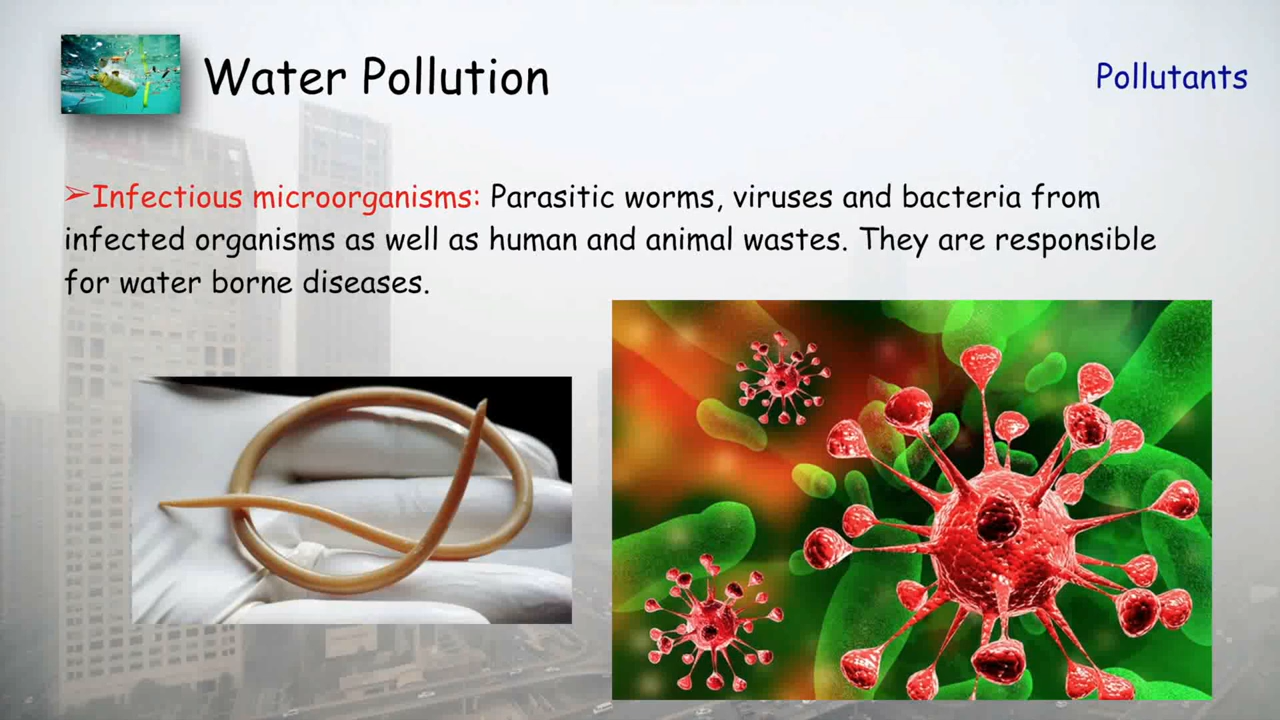 Water Pollution
Pollutants
➢Infectious microorganisms: Parasitic worms, viruses and bacteria from
infected organisms as well as human and animal wastes. They are responsible
for water borne diseases.